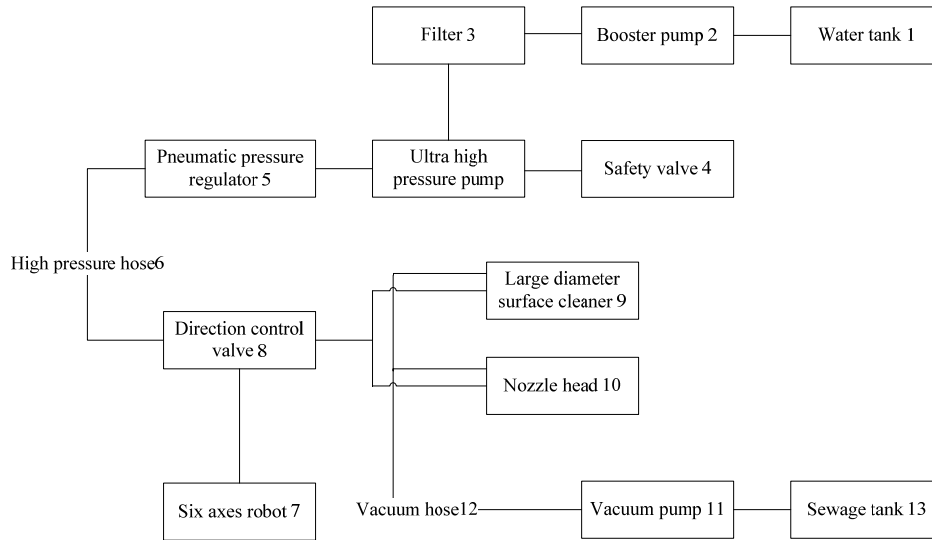 Filter 3
Booster pump 2
Water tank 1
Pneumatic pressure
regulator 5
Ultra high
pressure pump
Safety valve 4
High pressure hose6
Large diameter
surface cleaner 9
Direction control
valve 8
Nozzle head 10
Six axes robot 7
Vacuum hose12
Vacuum pump 11
Sewage tank 13